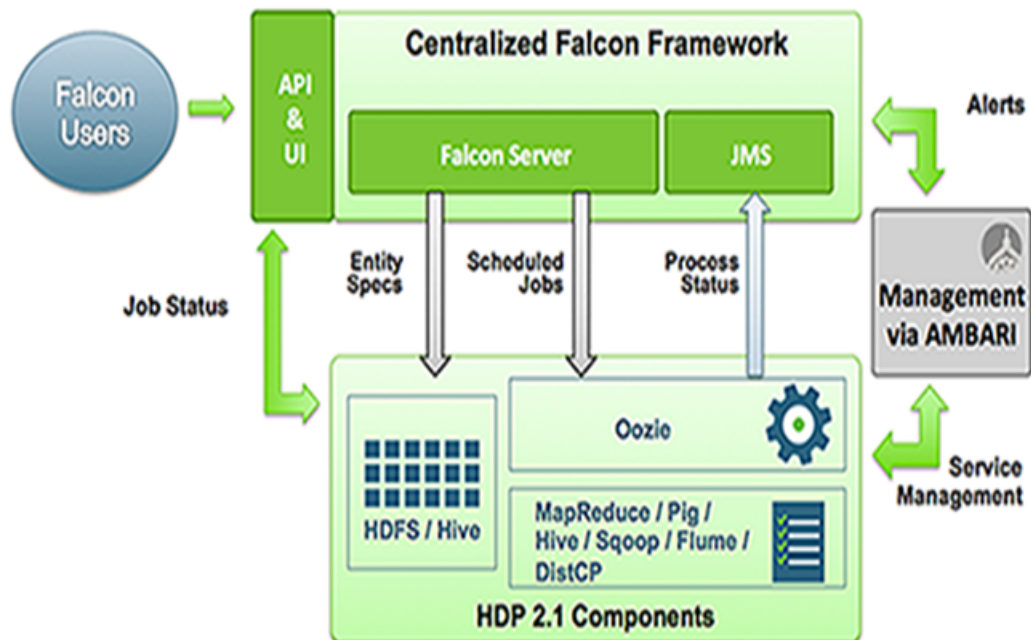 Centralized Falcon Framework
Falcon
Users
API
&
UI
Falcon Server
JMS
Alerts
Entity
Specs
Scheduled
Jobs
Process
Status
Job Status
Management
via AMBARI
Oozie
HDFS / Hive
MapReduce / Pig /
Hive / Sqoop / Flume /
DistCP
Service
Management
HDP 2.1 Components